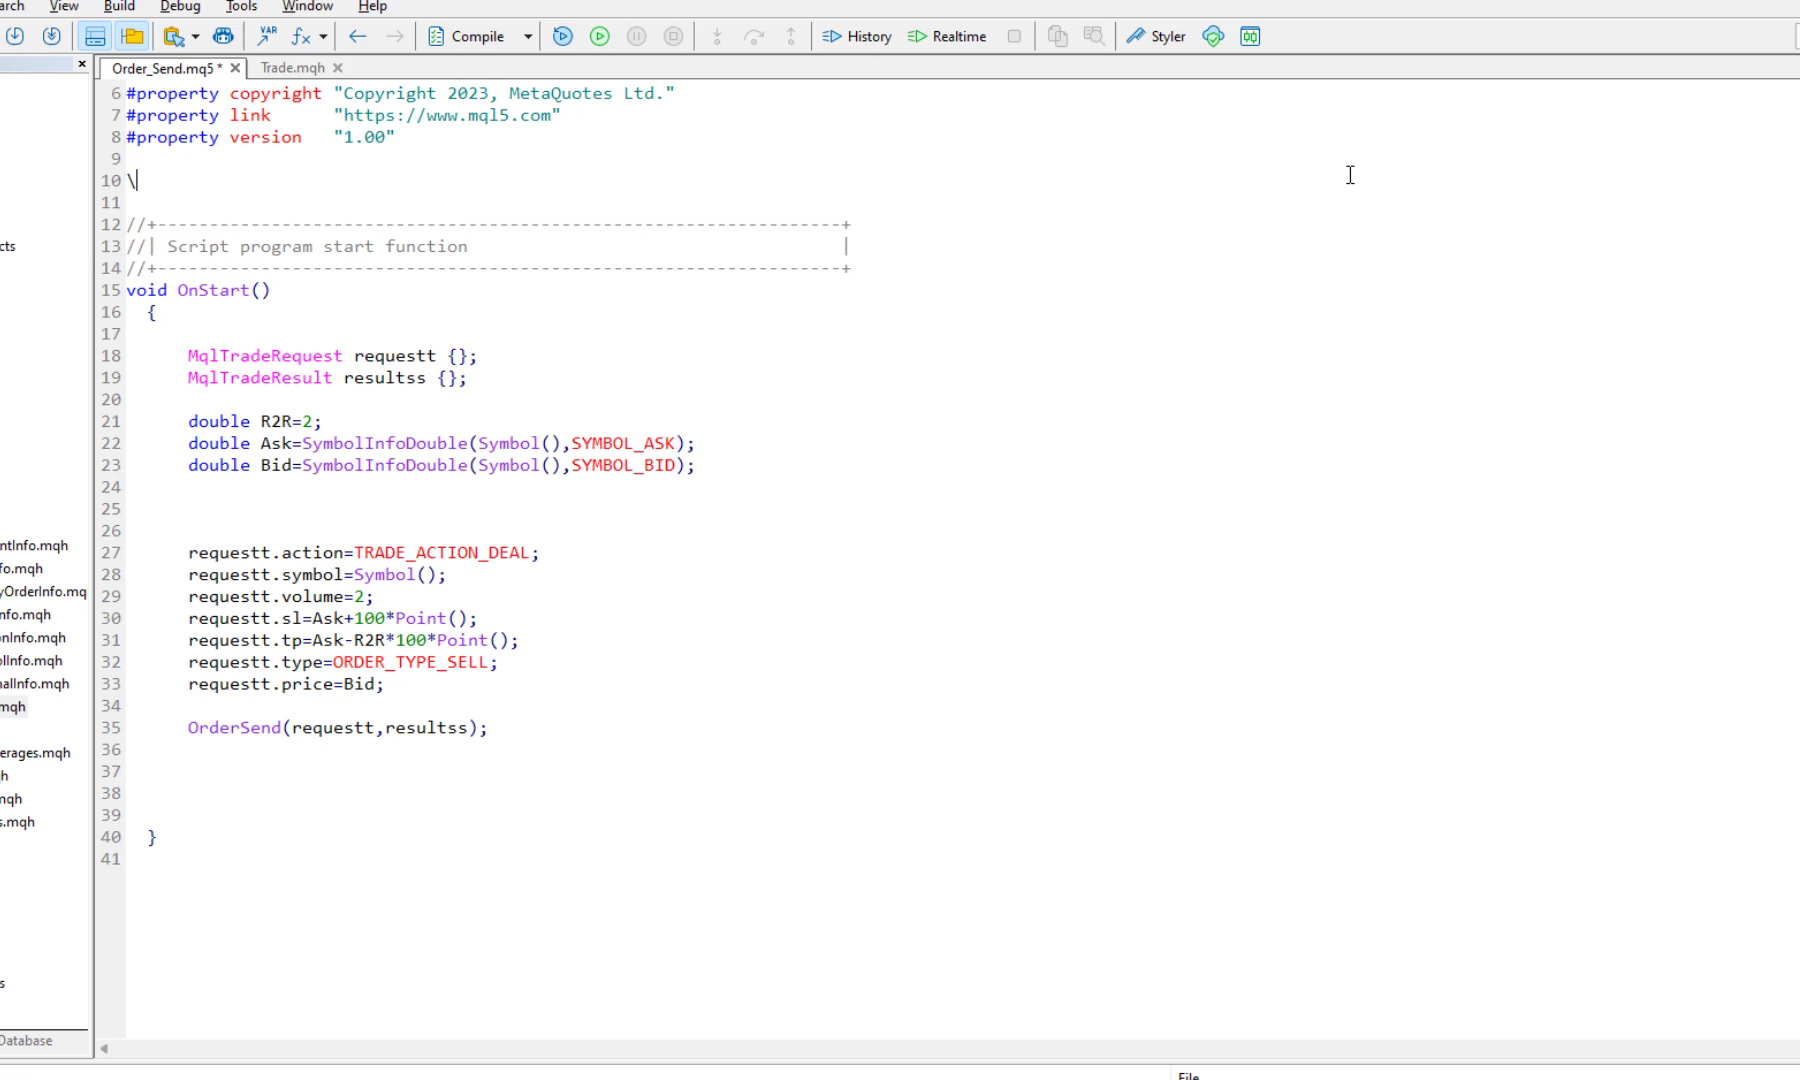 arch View Build Debug Tools Window Help
VAR fx Compile History Realtime Styler
Order_Send.mq5 * Trade.mqh
6 #property copyright "Copyright 2023, MetaQuotes Ltd."
7 #property link "https://www.mql5.com"
8 #property version "1.00"
9
10 \
11
12 //+------------------------------------------------------------------+
13 //| Script program start function |
14 //+------------------------------------------------------------------+
15 void OnStart()
16 {
17
18 MqlTradeRequest requestt {};
19 MqlTradeResult resultss {};
20
21 double R2R=2;
22 double Ask=SymbolInfoDouble(Symbol(),SYMBOL_ASK);
23 double Bid=SymbolInfoDouble(Symbol(),SYMBOL_BID);
24
25
26
27 requestt.action=TRADE_ACTION_DEAL;
28 requestt.symbol=Symbol();
29 requestt.volume=2;
30 requestt.sl=Ask+100*Point();
31 requestt.tp=Ask-R2R*100*Point();
32 requestt.type=ORDER_TYPE_SELL;
33 requestt.price=Bid;
34
35 OrderSend(requestt,resultss);
36
37
38
39
40 }
41
cts
ntInfo.mqh
fo.mqh
yOrderInfo.mq
nfo.mqh
onInfo.mqh
olInfo.mqh
nalInfo.mqh
mqh
erages.mqh
h
mqh
s.mqh
s
Database
File